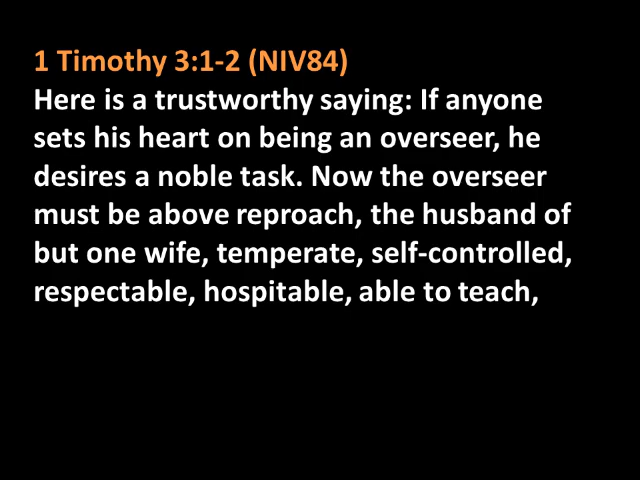 1 Timothy 3:1-2 (NIV84)
Here is a trustworthy saying: If anyone
sets his heart on being an overseer, he
desires a noble task. Now the overseer
must be above reproach, the husband of
but one wife, temperate, self-controlled,
respectable, hospitable, able to teach,